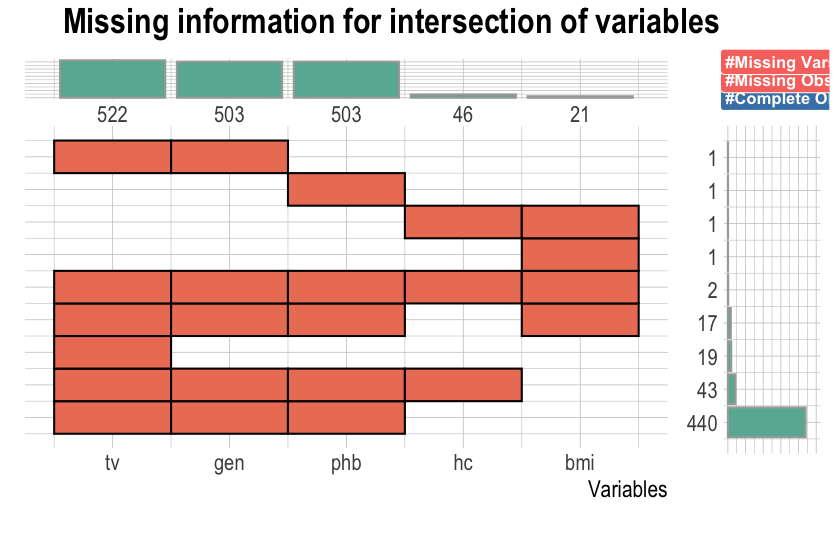 Missing information for intersection of variables
#Missing Var
#Missing Obs
#Complete O
522 503 503 46 21
1
1
1
1
2
17
19
43
440
tv gen phb hc bmi
Variables